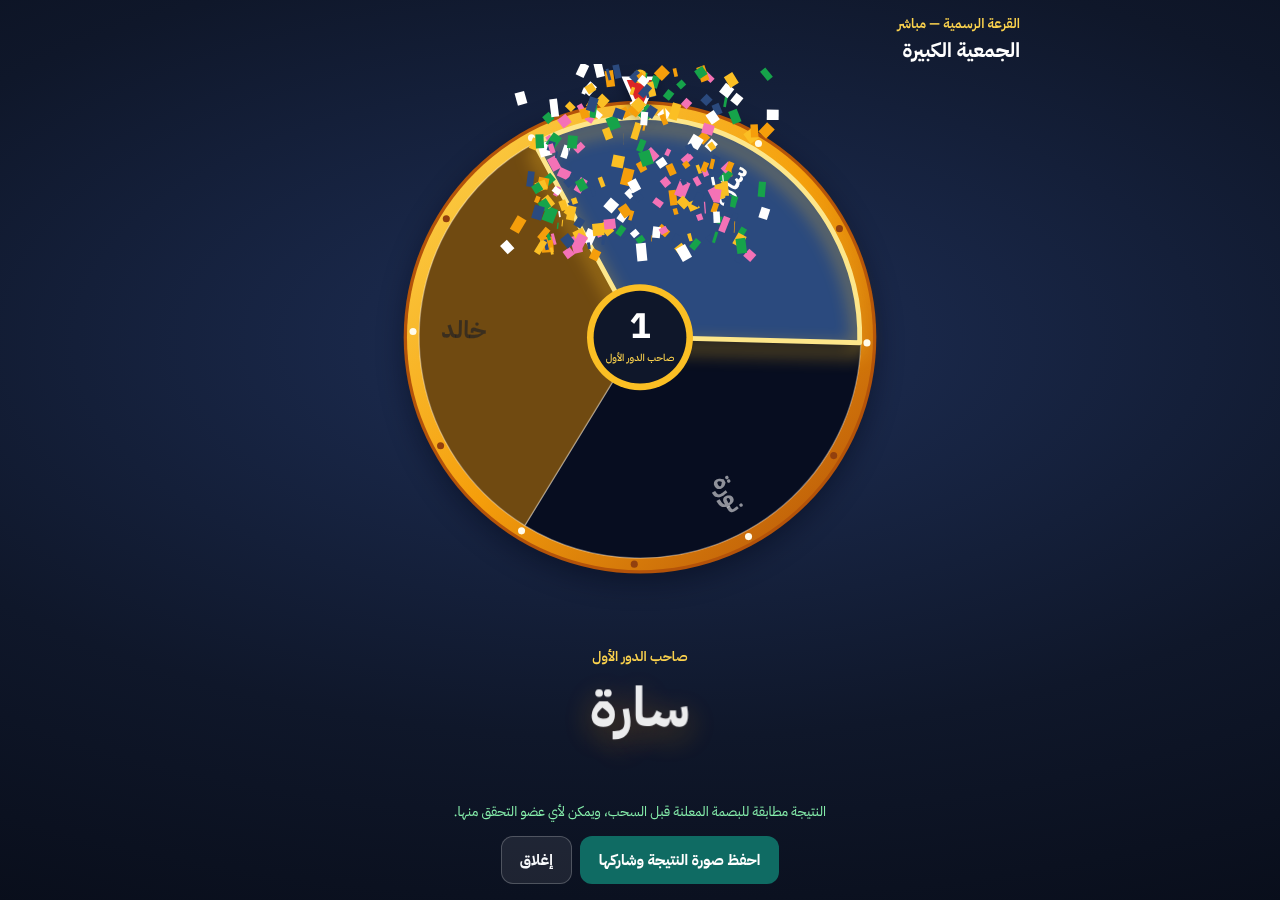 القرعة الرسمية — مباشر
الجمعية الكبيرة
خالد
1
صاحب الدور الأول
نورة
صاحب الدور الأول
سارة
النتيجة مطابقة للبصمة المعلنة قبل السحب، ويمكن لأي عضو التحقق منها.
احفظ صورة النتيجة وشاركها
إغلاق